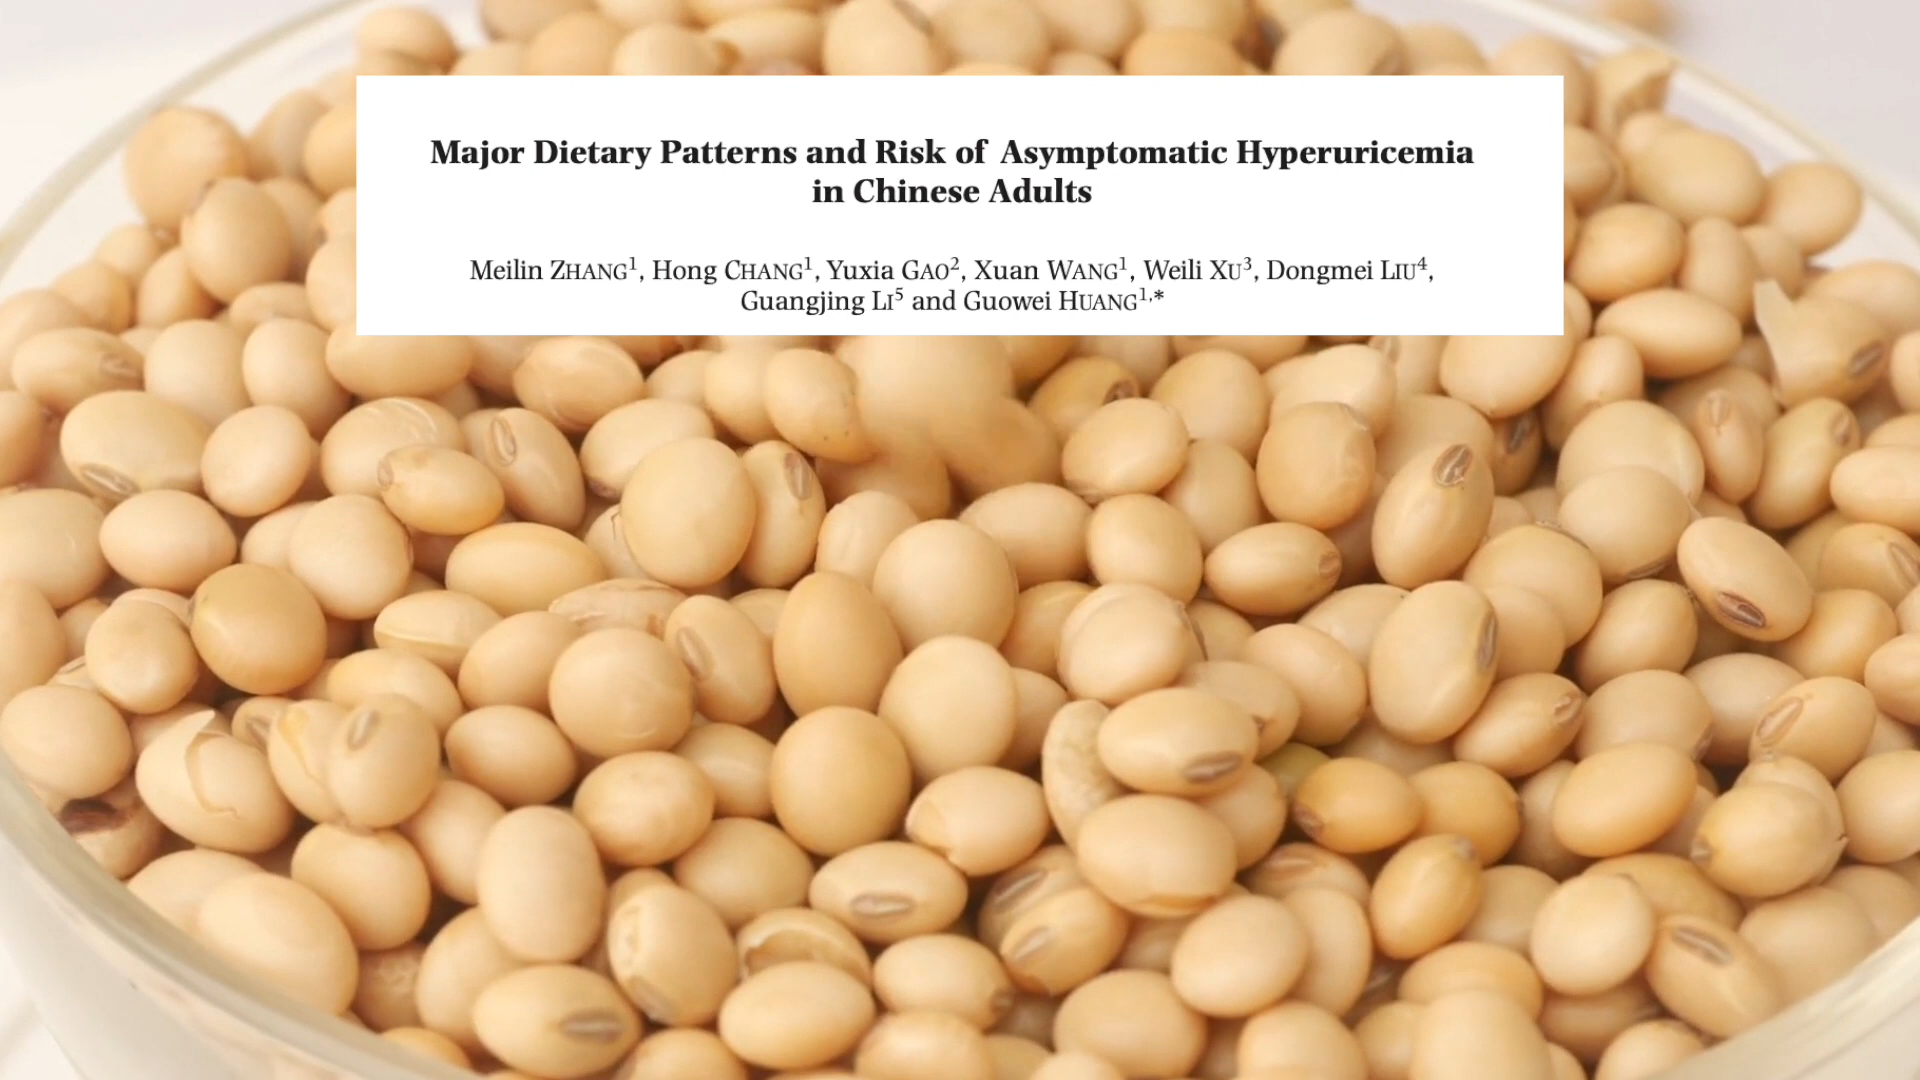 Major Dietary Patterns and Risk of Asymptomatic Hyperuricemia
in Chinese Adults
Meilin ZHANG¹, Hong CHANG¹, Yuxia GAO², Xuan WANG¹, Weili XU³, Dongmei LIU⁴,
Guangjing LI⁵ and Guowei HUANG¹,*